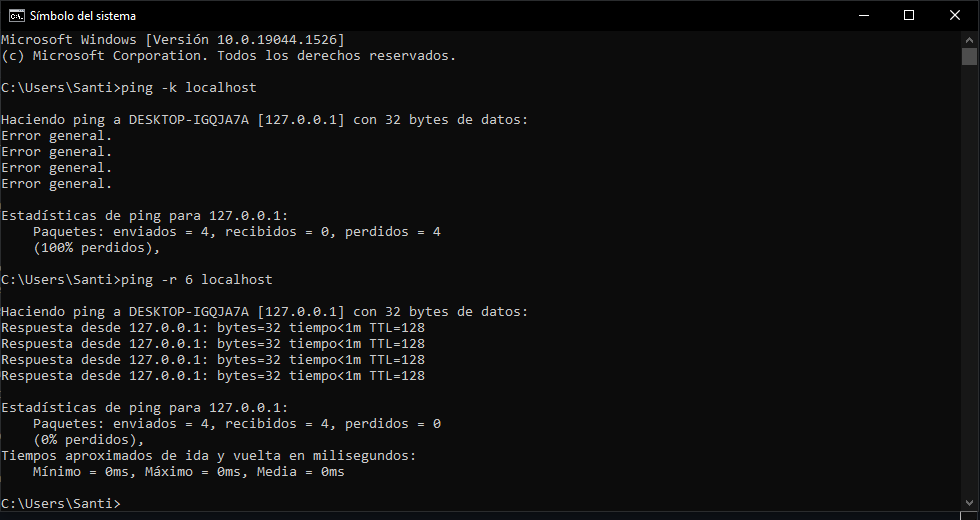 Símbolo del sistema
Microsoft Windows [Versión 10.0.19044.1526]
(c) Microsoft Corporation. Todos los derechos reservados.
C:\Users\Santi>ping -k localhost
Haciendo ping a DESKTOP-IGQJA7A [127.0.0.1] con 32 bytes de datos:
Error general.
Error general.
Error general.
Error general.
Estadísticas de ping para 127.0.0.1:
    Paquetes: enviados = 4, recibidos = 0, perdidos = 4
    (100% perdidos),
C:\Users\Santi>ping -r 6 localhost
Haciendo ping a DESKTOP-IGQJA7A [127.0.0.1] con 32 bytes de datos:
Respuesta desde 127.0.0.1: bytes=32 tiempo<1m TTL=128
Respuesta desde 127.0.0.1: bytes=32 tiempo<1m TTL=128
Respuesta desde 127.0.0.1: bytes=32 tiempo<1m TTL=128
Respuesta desde 127.0.0.1: bytes=32 tiempo<1m TTL=128
Estadísticas de ping para 127.0.0.1:
    Paquetes: enviados = 4, recibidos = 4, perdidos = 0
    (0% perdidos),
Tiempos aproximados de ida y vuelta en milisegundos:
    Mínimo = 0ms, Máximo = 0ms, Media = 0ms
C:\Users\Santi>